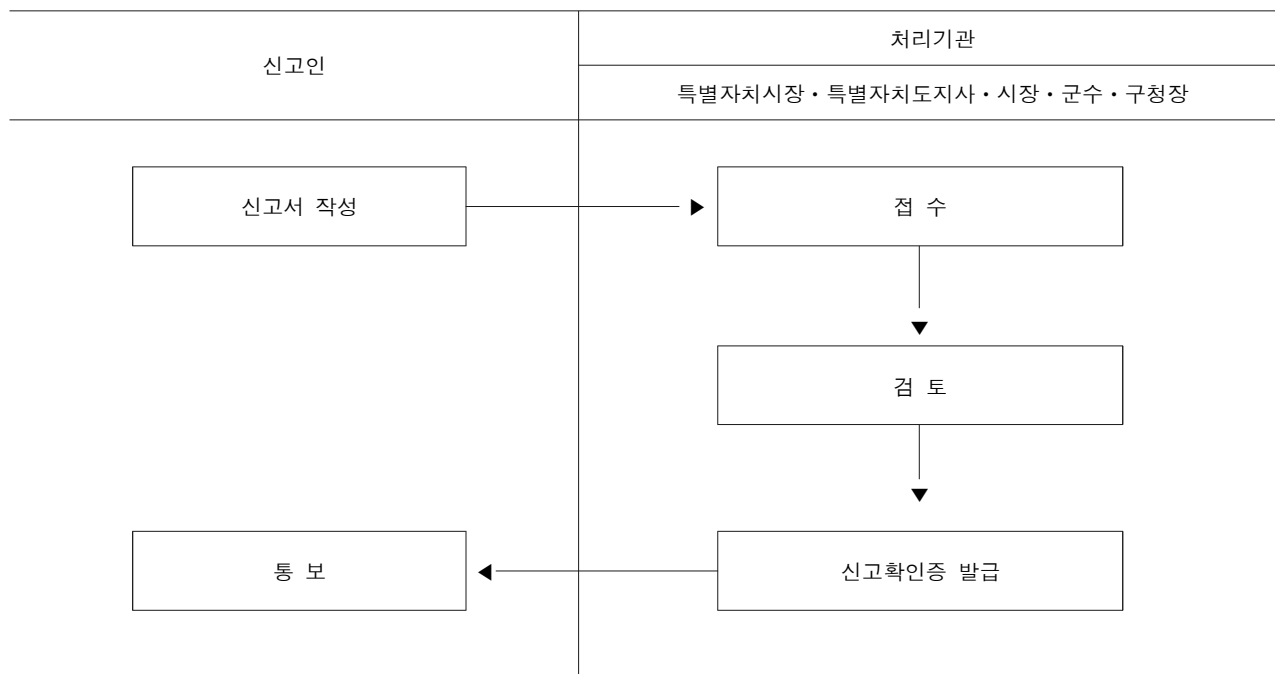 신고인
처리기관
특별자치시장・특별자치도지사・시장・군수・구청장
신고서 작성
접 수
검 토
통 보
신고확인증 발급